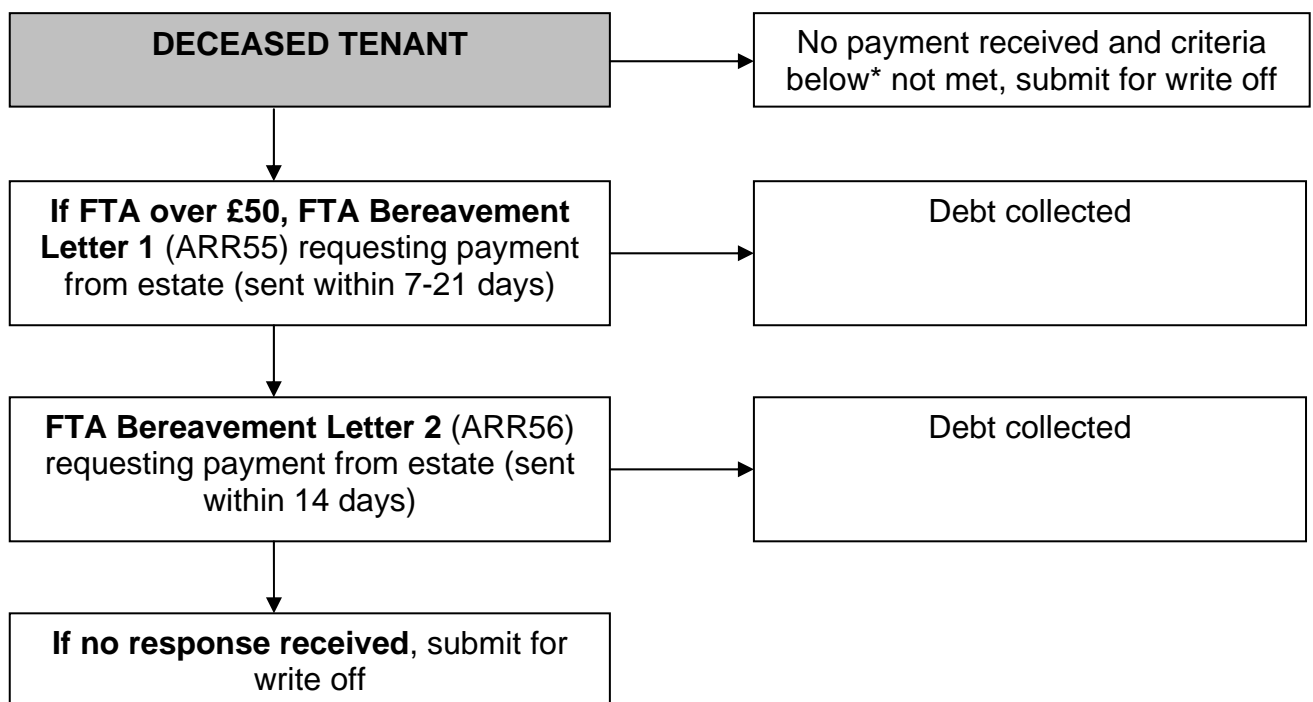 DECEASED TENANT
No payment received and criteria
below* not met, submit for write off
If FTA over £50, FTA Bereavement
Letter 1 (ARR55) requesting payment
from estate (sent within 7-21 days)
Debt collected
FTA Bereavement Letter 2 (ARR56)
requesting payment from estate (sent
within 14 days)
Debt collected
If no response received, submit for
write off